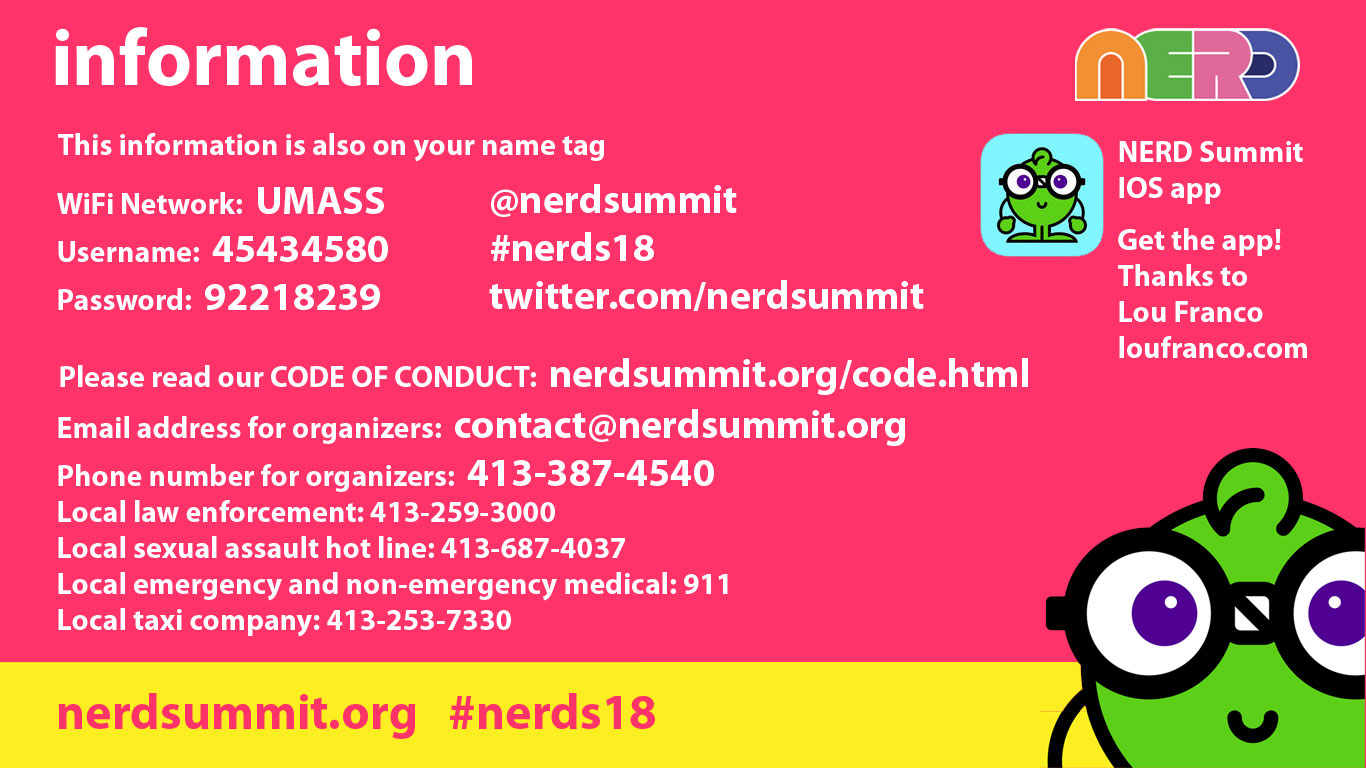 information
NERD
This information is also on your name tag
WiFi Network: UMASS
Username: 45434580
Password: 92218239
@nerdsummit
#nerds18
twitter.com/nerdsummit
NERD Summit
IOS app
Get the app!
Thanks to
Lou Franco
loufranco.com
Please read our CODE OF CONDUCT: nerdsummit.org/code.html
Email address for organizers: contact@nerdsummit.org
Phone number for organizers: 413-387-4540
Local law enforcement: 413-259-3000
Local sexual assault hot line: 413-687-4037
Local emergency and non-emergency medical: 911
Local taxi company: 413-253-7330
nerdsummit.org #nerds18